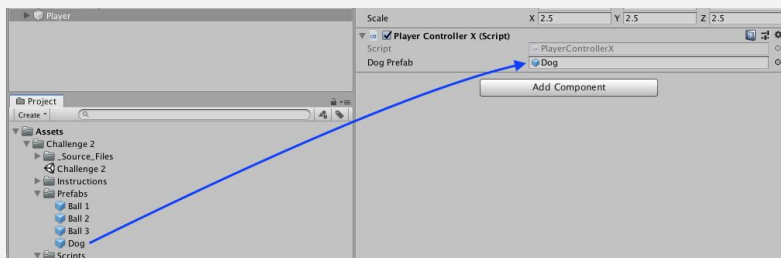 Player
Project
Create
Assets
Challenge 2
_Source_Files
Challenge 2
Instructions
Prefabs
Ball 1
Ball 2
Ball 3
Dog
Scripts
Scale X 2.5 Y 2.5 Z 2.5
Player Controller X (Script)
Script PlayerControllerX
Dog Prefab Dog
Add Component